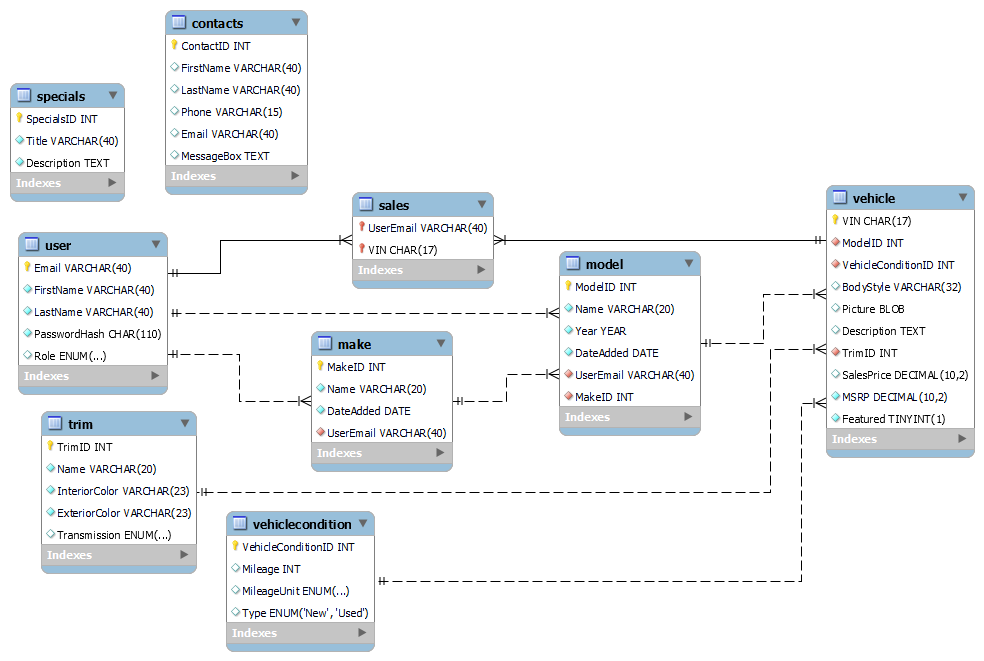 contacts
ContactID INT
FirstName VARCHAR(40)
LastName VARCHAR(40)
Phone VARCHAR(15)
Email VARCHAR(40)
MessageBox TEXT
Indexes
specials
SpecialsID INT
Title VARCHAR(40)
Description TEXT
Indexes
sales
UserEmail VARCHAR(40)
VIN CHAR(17)
Indexes
vehicle
VIN CHAR(17)
ModelID INT
VehicleConditionID INT
BodyStyle VARCHAR(32)
Picture BLOB
Description TEXT
TrimID INT
SalesPrice DECIMAL(10,2)
MSRP DECIMAL(10,2)
Featured TINYINT(1)
Indexes
user
Email VARCHAR(40)
FirstName VARCHAR(40)
LastName VARCHAR(40)
PasswordHash CHAR(110)
Role ENUM(...)
Indexes
model
ModelID INT
Name VARCHAR(20)
Year YEAR
DateAdded DATE
UserEmail VARCHAR(40)
MakeID INT
Indexes
make
MakeID INT
Name VARCHAR(20)
DateAdded DATE
UserEmail VARCHAR(40)
Indexes
trim
TrimID INT
Name VARCHAR(20)
InteriorColor VARCHAR(23)
ExteriorColor VARCHAR(23)
Transmission ENUM(...)
Indexes
vehiclecondition
VehicleConditionID INT
Mileage INT
MileageUnit ENUM(...)
Type ENUM('New', 'Used')
Indexes